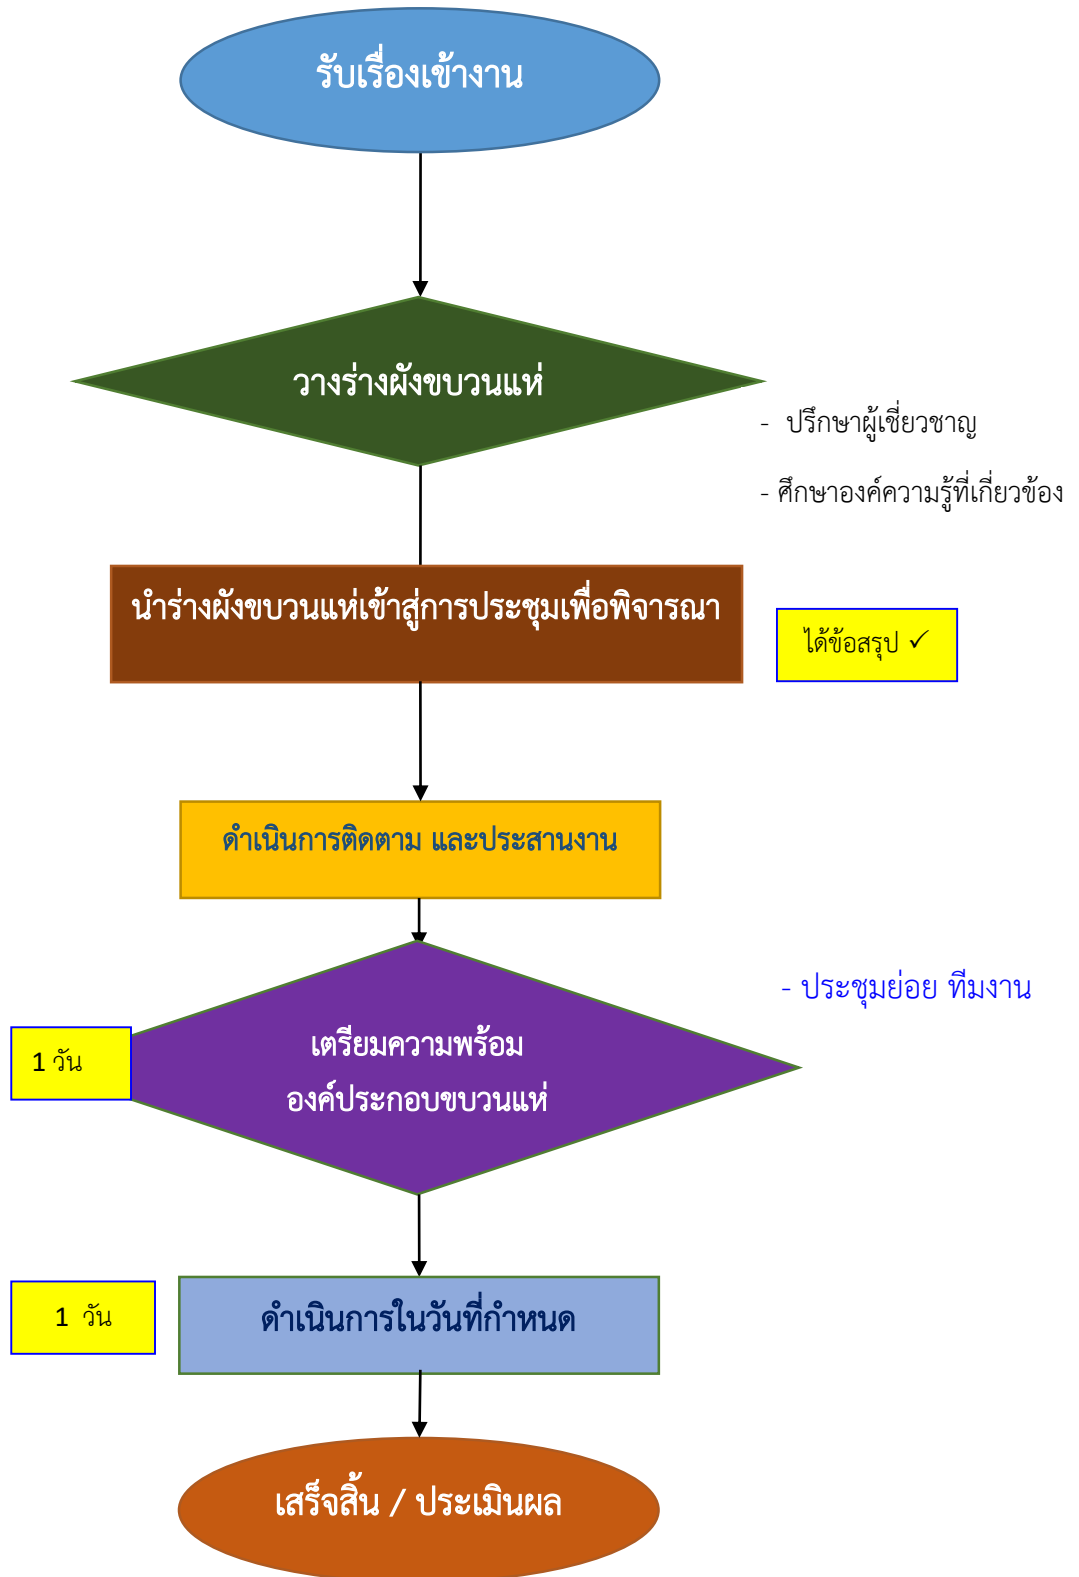 รับเรื่องเข้างาน
วางร่างผังขบวนแห่
-  ปรึกษาผู้เชี่ยวชาญ
- ศึกษาองค์ความรู้ที่เกี่ยวข้อง
นำร่างผังขบวนแห่เข้าสู่การประชุมเพื่อพิจารณา
ได้ข้อสรุป ✓
ดำเนินการติดตาม และประสานงาน
- ประชุมย่อย ทีมงาน
เตรียมความพร้อม
องค์ประกอบขบวนแห่
1 วัน
1 วัน
ดำเนินการในวันที่กำหนด
เสร็จสิ้น / ประเมินผล